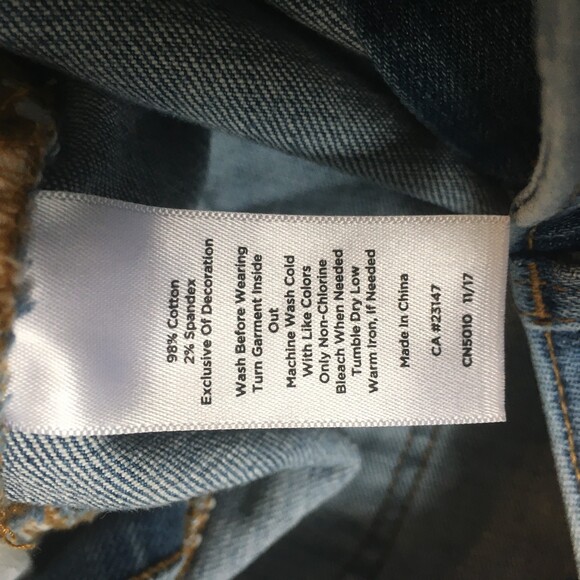 98% Cotton
2% Spandex
Exclusive Of Decoration
Wash Before Wearing
Turn Garment Inside
Out
Machine Wash Cold
With Like Colors
Only Non-Chlorine
Bleach When Needed
Tumble Dry Low
Warm Iron, If Needed
Made In China
CA #23147
CN5010 11/17